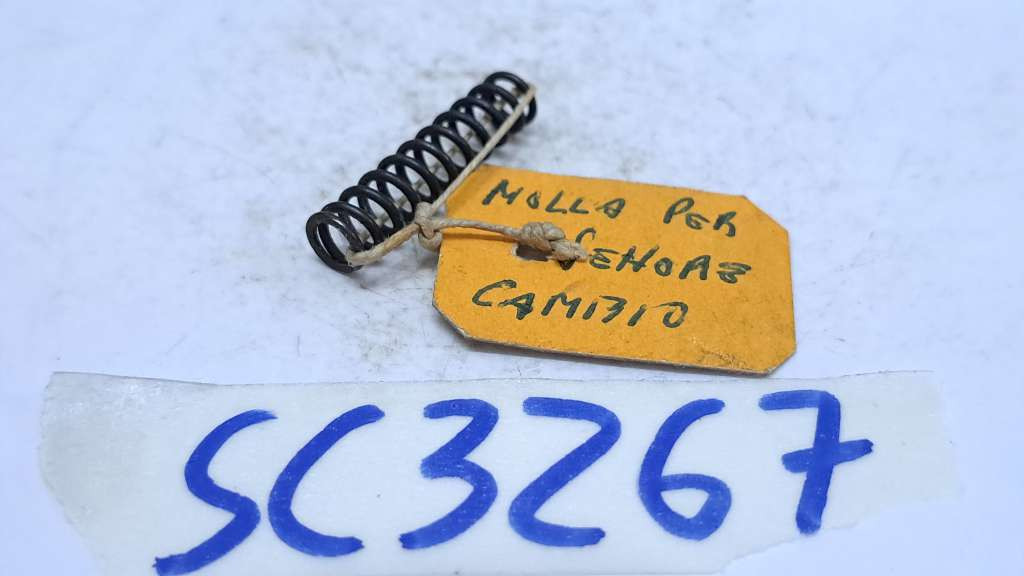 MOLLA PER
CAMBIO
SC3267